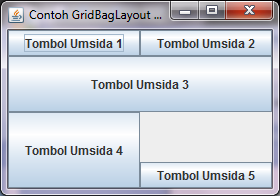 Contoh GridBagLayout ...
Tombol Umsida 1
Tombol Umsida 2
Tombol Umsida 3
Tombol Umsida 4
Tombol Umsida 5